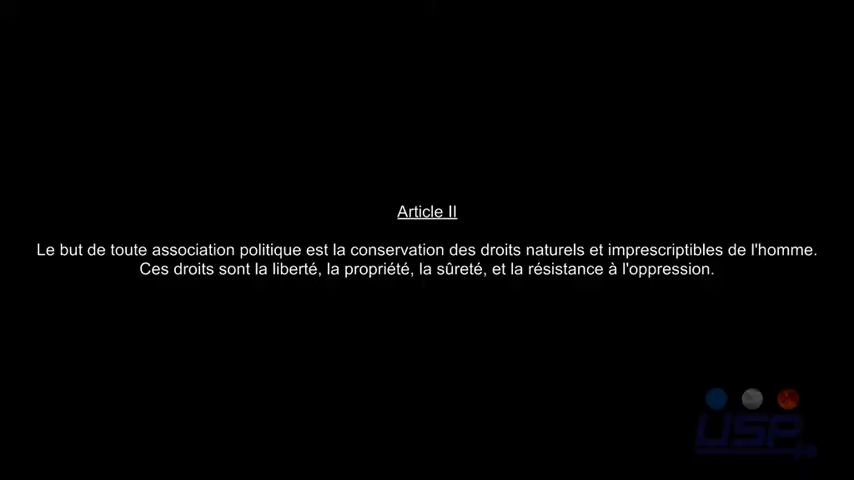 Article II
Le but de toute association politique est la conservation des droits naturels et imprescriptibles de l'homme.
Ces droits sont la liberté, la propriété, la sûreté, et la résistance à l'oppression.
USP